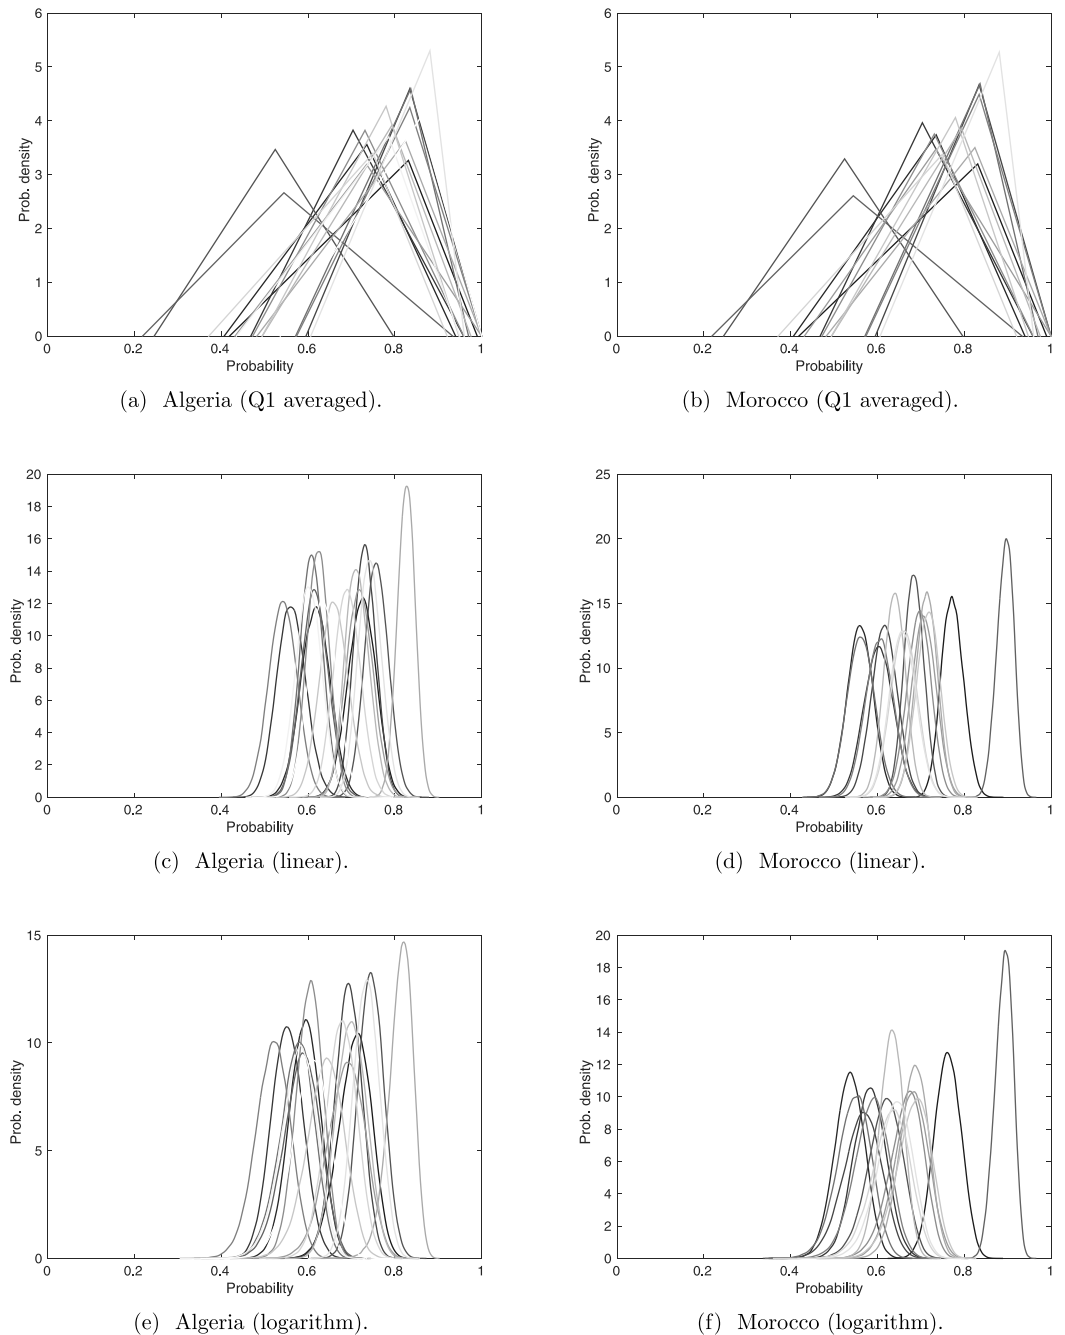 6
5
4
3
2
1
0
Prob. density
0 0.2 0.4 0.6 0.8 1
Probability
(a) Algeria (Q1 averaged).
6
5
4
3
2
1
0
Prob. density
0 0.2 0.4 0.6 0.8 1
Probability
(b) Morocco (Q1 averaged).
20
18
16
14
12
10
8
6
4
2
0
Prob. density
0 0.2 0.4 0.6 0.8 1
Probability
(c) Algeria (linear).
25
20
15
10
5
0
Prob. density
0 0.2 0.4 0.6 0.8 1
Probability
(d) Morocco (linear).
15
10
5
0
Prob. density
0 0.2 0.4 0.6 0.8 1
Probability
(e) Algeria (logarithm).
20
18
16
14
12
10
8
6
4
2
0
Prob. density
0 0.2 0.4 0.6 0.8 1
Probability
(f) Morocco (logarithm).